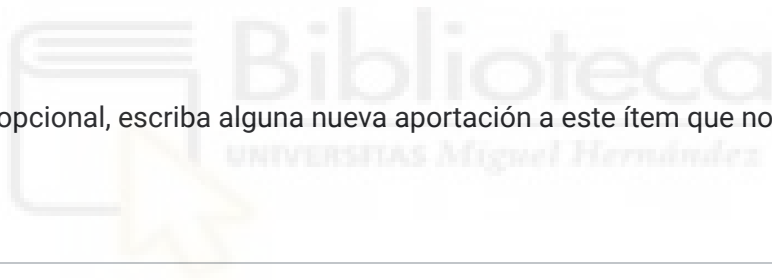 Biblioteca
opcional, escriba alguna nueva aportación a este ítem que no
UNIVERSITAS Miguel Hernández